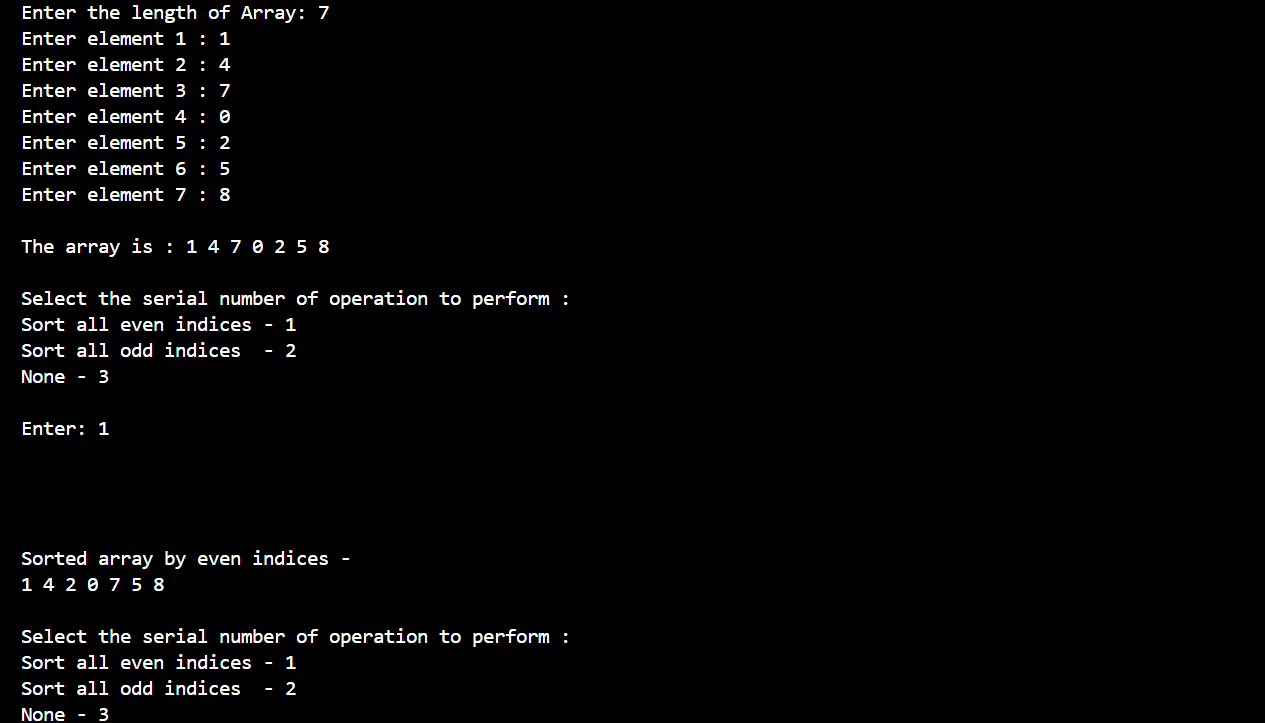 Enter the length of Array: 7
Enter element 1 : 1
Enter element 2 : 4
Enter element 3 : 7
Enter element 4 : 0
Enter element 5 : 2
Enter element 6 : 5
Enter element 7 : 8
The array is : 1 4 7 0 2 5 8
Select the serial number of operation to perform :
Sort all even indices - 1
Sort all odd indices  - 2
None - 3
Enter: 1
Sorted array by even indices -
1 4 2 0 7 5 8
Select the serial number of operation to perform :
Sort all even indices - 1
Sort all odd indices  - 2
None - 3